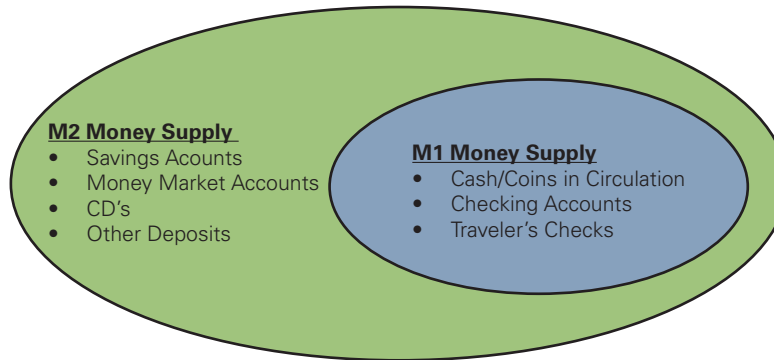 M2 Money Supply
• Savings Acounts
• Money Market Accounts
• CD's
• Other Deposits
M1 Money Supply
• Cash/Coins in Circulation
• Checking Accounts
• Traveler's Checks